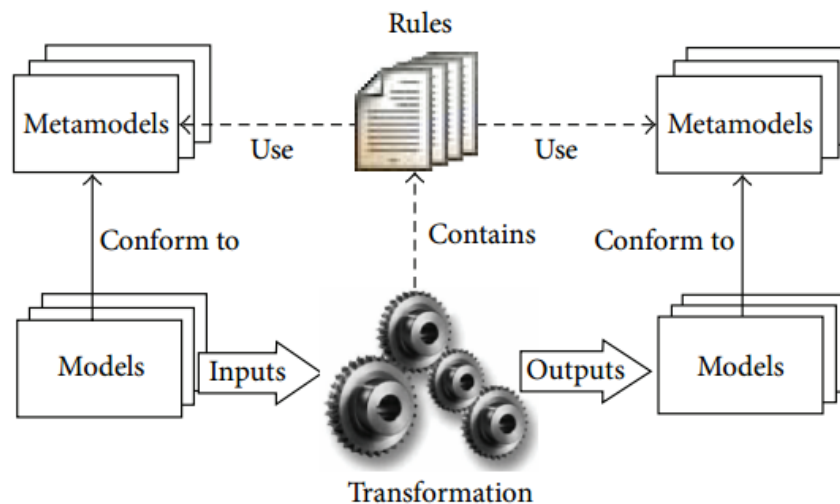 Rules
Metamodels
Metamodels
Use
Use
Conform to
Contains
Conform to
Models
Inputs
Outputs
Models
Transformation